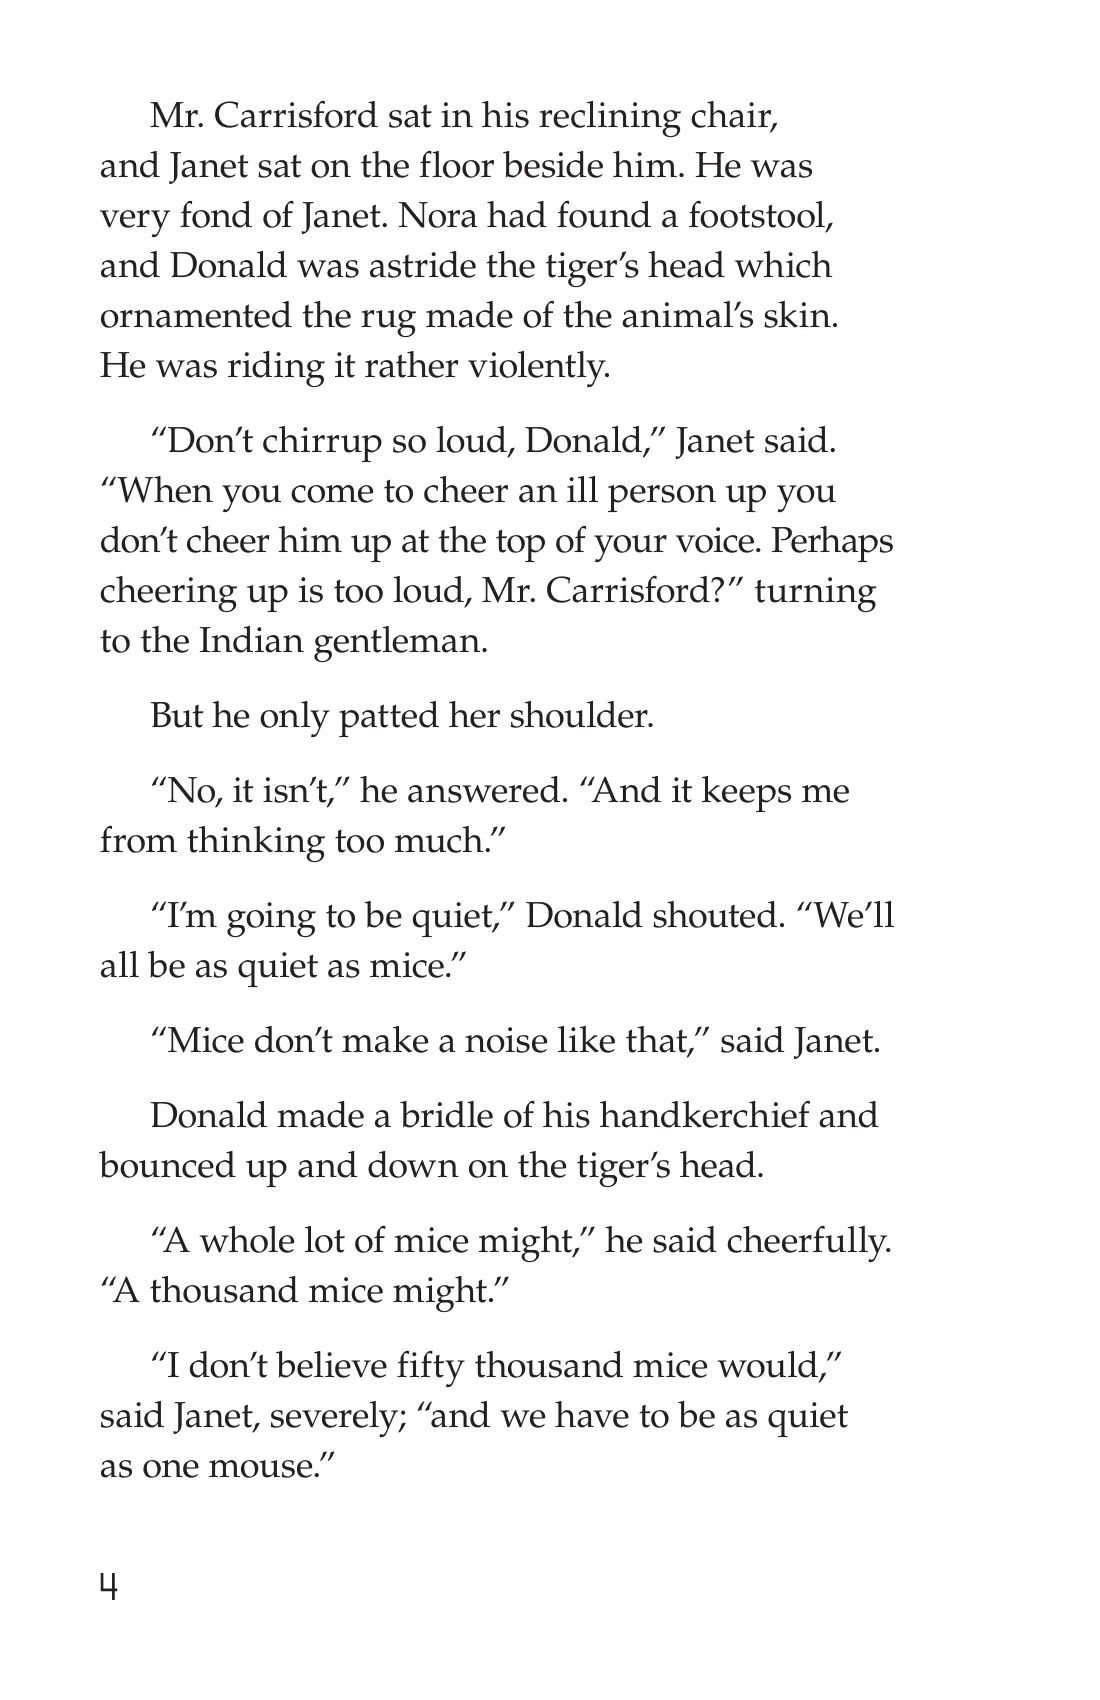 Mr. Carrisford sat in his reclining chair,
and Janet sat on the floor beside him. He was
very fond of Janet. Nora had found a footstool,
and Donald was astride the tiger’s head which
ornamented the rug made of the animal’s skin.
He was riding it rather violently.
“Don’t chirrup so loud, Donald,” Janet said.
“When you come to cheer an ill person up you
don’t cheer him up at the top of your voice. Perhaps
cheering up is too loud, Mr. Carrisford?” turning
to the Indian gentleman.
But he only patted her shoulder.
“No, it isn’t,” he answered. “And it keeps me
from thinking too much.”
“I’m going to be quiet,” Donald shouted. “We’ll
all be as quiet as mice.”
“Mice don’t make a noise like that,” said Janet.
Donald made a bridle of his handkerchief and
bounced up and down on the tiger’s head.
“A whole lot of mice might,” he said cheerfully.
“A thousand mice might.”
“I don’t believe fifty thousand mice would,”
said Janet, severely; “and we have to be as quiet
as one mouse.”
4